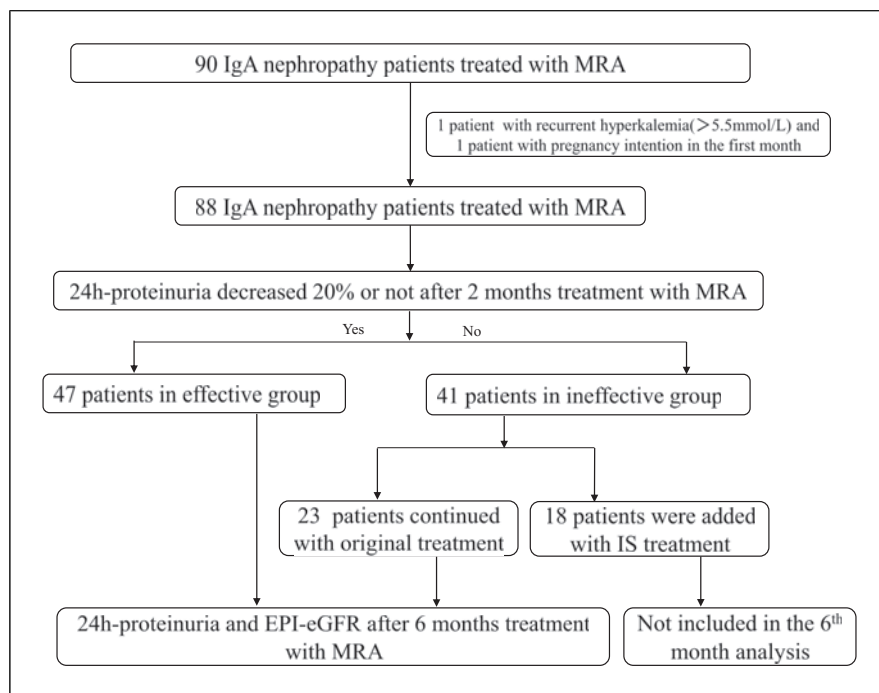 90 IgA nephropathy patients treated with MRA
1 patient with recurrent hyperkalemia(>5.5mmol/L) and
1 patient with pregnancy intention in the first month
88 IgA nephropathy patients treated with MRA
24h-proteinuria decreased 20% or not after 2 months treatment with MRA
Yes No
47 patients in effective group
41 patients in ineffective group
23 patients continued
with original treatment
18 patients were added
with IS treatment
24h-proteinuria and EPI-eGFR after 6 months treatment
with MRA
Not included in the 6th
month analysis